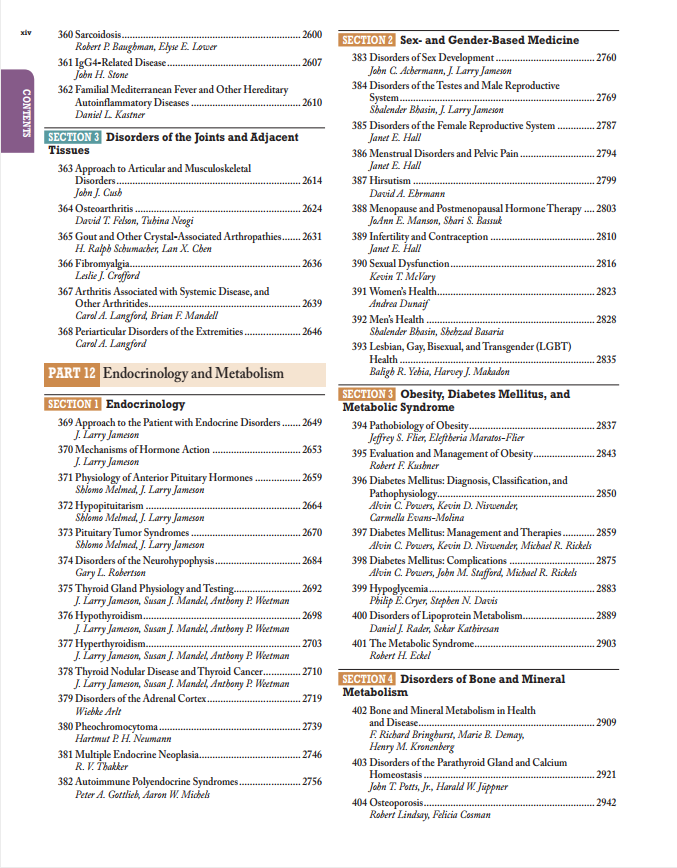 xiv
CONTENTS
360 Sarcoidosis 2600
Robert P. Baughman, Elyse E. Lower
361 IgG4-Related Disease 2607
John H. Stone
362 Familial Mediterranean Fever and Other Hereditary
Autoinflammatory Diseases 2610
Daniel L. Kastner
SECTION 3 Disorders of the Joints and Adjacent
Tissues
363 Approach to Articular and Musculoskeletal
Disorders 2614
John J. Cush
364 Osteoarthritis 2624
David T. Felson, Tuhina Neogi
365 Gout and Other Crystal-Associated Arthropathies 2631
H. Ralph Schumacher, Lan X. Chen
366 Fibromyalgia 2636
Leslie J. Crofford
367 Arthritis Associated with Systemic Disease, and
Other Arthritides 2639
Carol A. Langford, Brian F. Mandell
368 Periarticular Disorders of the Extremities 2646
Carol A. Langford
PART 12 Endocrinology and Metabolism
SECTION 1 Endocrinology
369 Approach to the Patient with Endocrine Disorders 2649
J. Larry Jameson
370 Mechanisms of Hormone Action 2653
J. Larry Jameson
371 Physiology of Anterior Pituitary Hormones 2659
Shlomo Melmed, J. Larry Jameson
372 Hypopituitarism 2664
Shlomo Melmed, J. Larry Jameson
373 Pituitary Tumor Syndromes 2670
Shlomo Melmed, J. Larry Jameson
374 Disorders of the Neurohypophysis 2684
Gary L. Robertson
375 Thyroid Gland Physiology and Testing 2692
J. Larry Jameson, Susan J. Mandel, Anthony P. Weetman
376 Hypothyroidism 2698
J. Larry Jameson, Susan J. Mandel, Anthony P. Weetman
377 Hyperthyroidism 2703
J. Larry Jameson, Susan J. Mandel, Anthony P. Weetman
378 Thyroid Nodular Disease and Thyroid Cancer 2710
J. Larry Jameson, Susan J. Mandel, Anthony P. Weetman
379 Disorders of the Adrenal Cortex 2719
Wiebke Arlt
380 Pheochromocytoma 2739
Hartmut P. H. Neumann
381 Multiple Endocrine Neoplasia 2746
R. V. Thakker
382 Autoimmune Polyendocrine Syndromes 2756
Peter A. Gottlieb, Aaron W. Michels
SECTION 2 Sex- and Gender-Based Medicine
383 Disorders of Sex Development 2760
John C. Achermann, J. Larry Jameson
384 Disorders of the Testes and Male Reproductive
System 2769
Shalender Bhasin, J. Larry Jameson
385 Disorders of the Female Reproductive System 2787
Janet E. Hall
386 Menstrual Disorders and Pelvic Pain 2794
Janet E. Hall
387 Hirsutism 2799
David A. Ehrmann
388 Menopause and Postmenopausal Hormone Therapy 2803
JoAnn E. Manson, Shari S. Bassuk
389 Infertility and Contraception 2810
Janet E. Hall
390 Sexual Dysfunction 2816
Kevin T. McVary
391 Women's Health 2823
Andrea Dunaif
392 Men's Health 2828
Shalender Bhasin, Shehzad Basaria
393 Lesbian, Gay, Bisexual, and Transgender (LGBT)
Health 2835
Baligh R. Yehia, Harvey J. Makadon
SECTION 3 Obesity, Diabetes Mellitus, and
Metabolic Syndrome
394 Pathobiology of Obesity 2837
Jeffrey S. Flier, Eleftheria Maratos-Flier
395 Evaluation and Management of Obesity 2843
Robert F. Kushner
396 Diabetes Mellitus: Diagnosis, Classification, and
Pathophysiology 2850
Alvin C. Powers, Kevin D. Niswender,
Carmella Evans-Molina
397 Diabetes Mellitus: Management and Therapies 2859
Alvin C. Powers, Kevin D. Niswender, Michael R. Rickels
398 Diabetes Mellitus: Complications 2875
Alvin C. Powers, John M. Stafford, Michael R. Rickels
399 Hypoglycemia 2883
Philip E. Cryer, Stephen N. Davis
400 Disorders of Lipoprotein Metabolism 2889
Daniel J. Rader, Sekar Kathiresan
401 The Metabolic Syndrome 2903
Robert H. Eckel
SECTION 4 Disorders of Bone and Mineral
Metabolism
402 Bone and Mineral Metabolism in Health
and Disease 2909
F. Richard Bringhurst, Marie B. Demay,
Henry M. Kronenberg
403 Disorders of the Parathyroid Gland and Calcium
Homeostasis 2921
John T. Potts, Jr., Harald W. Jüppner
404 Osteoporosis 2942
Robert Lindsay, Felicia Cosman